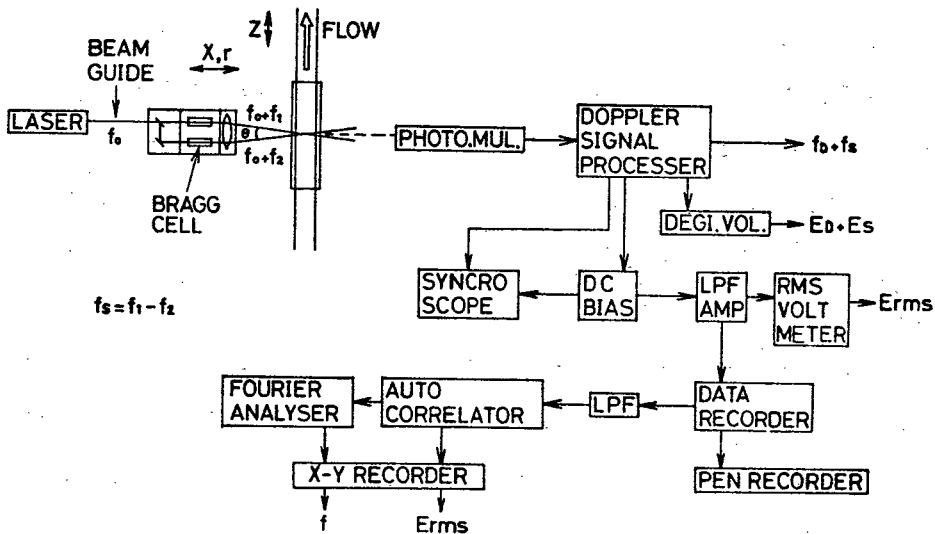 Z
FLOW
BEAM
GUIDE
X,r
LASER
f₀
f₀+f₁
θ
f₀+f₂
BRAGG
CELL
PHOTO.MUL.
DOPPLER
SIGNAL
PROCESSER
f_D+f_S
DEGI.VOL.
E_D+E_S
f_S=f₁-f₂
SYNCRO
SCOPE
DC
BIAS
LPF
AMP
RMS
VOLT
METER
Erms
FOURIER
ANALYSER
AUTO
CORRELATOR
LPF
DATA
RECORDER
X-Y RECORDER
PEN RECORDER
f
Erms